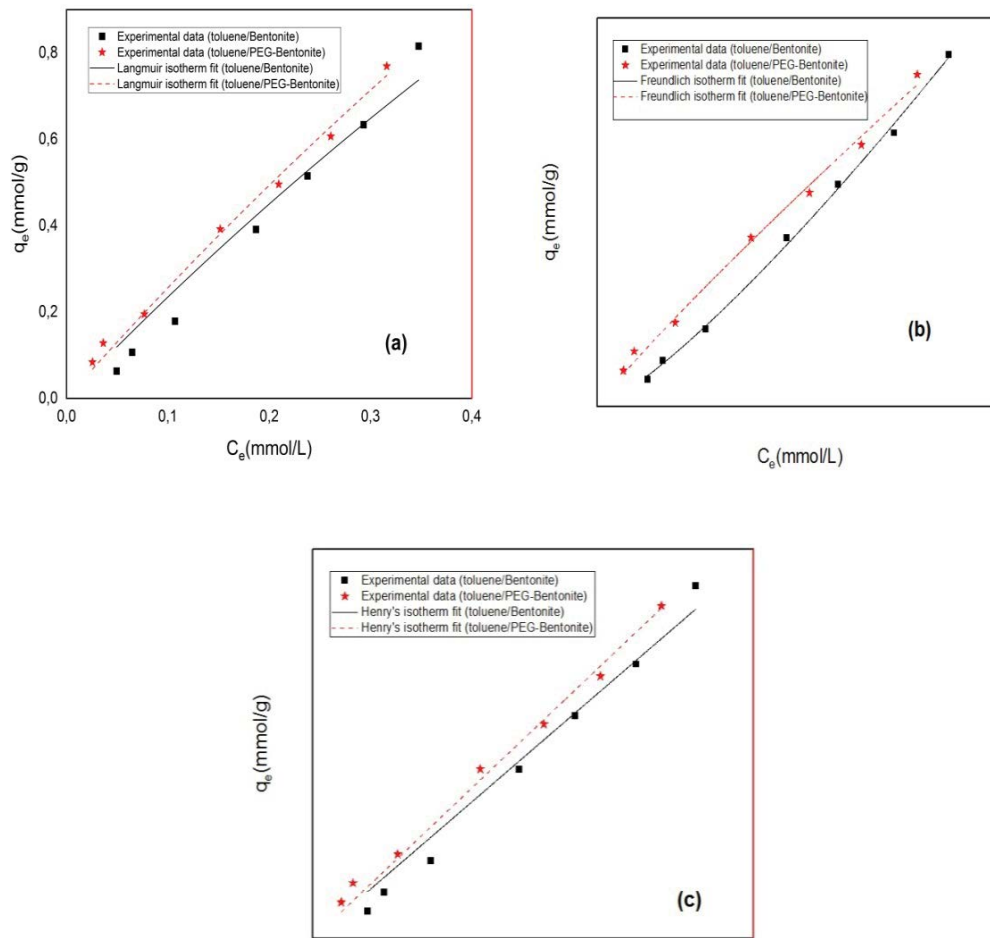 Experimental data (toluene/Bentonite)
Experimental data (toluene/PEG-Bentonite)
Langmuir isotherm fit (toluene/Bentonite)
Langmuir isotherm fit (toluene/PEG-Bentonite)
0,8
0,6
0,4
0,2
0,0
qe(mmol/g)
(a)
0,0 0,1 0,2 0,3 0,4
Ce(mmol/L)
Experimental data (toluene/Bentonite)
Experimental data (toluene/PEG-Bentonite)
Freundlich isotherm fit (toluene/Bentonite)
Freundlich isotherm fit (toluene/PEG-Bentonite)
qe(mmol/g)
(b)
Ce(mmol/L)
Experimental data (toluene/Bentonite)
Experimental data (toluene/PEG-Bentonite)
Henry's isotherm fit (toluene/Bentonite)
Henry's isotherm fit (toluene/PEG-Bentonite)
qe(mmol/g)
(c)